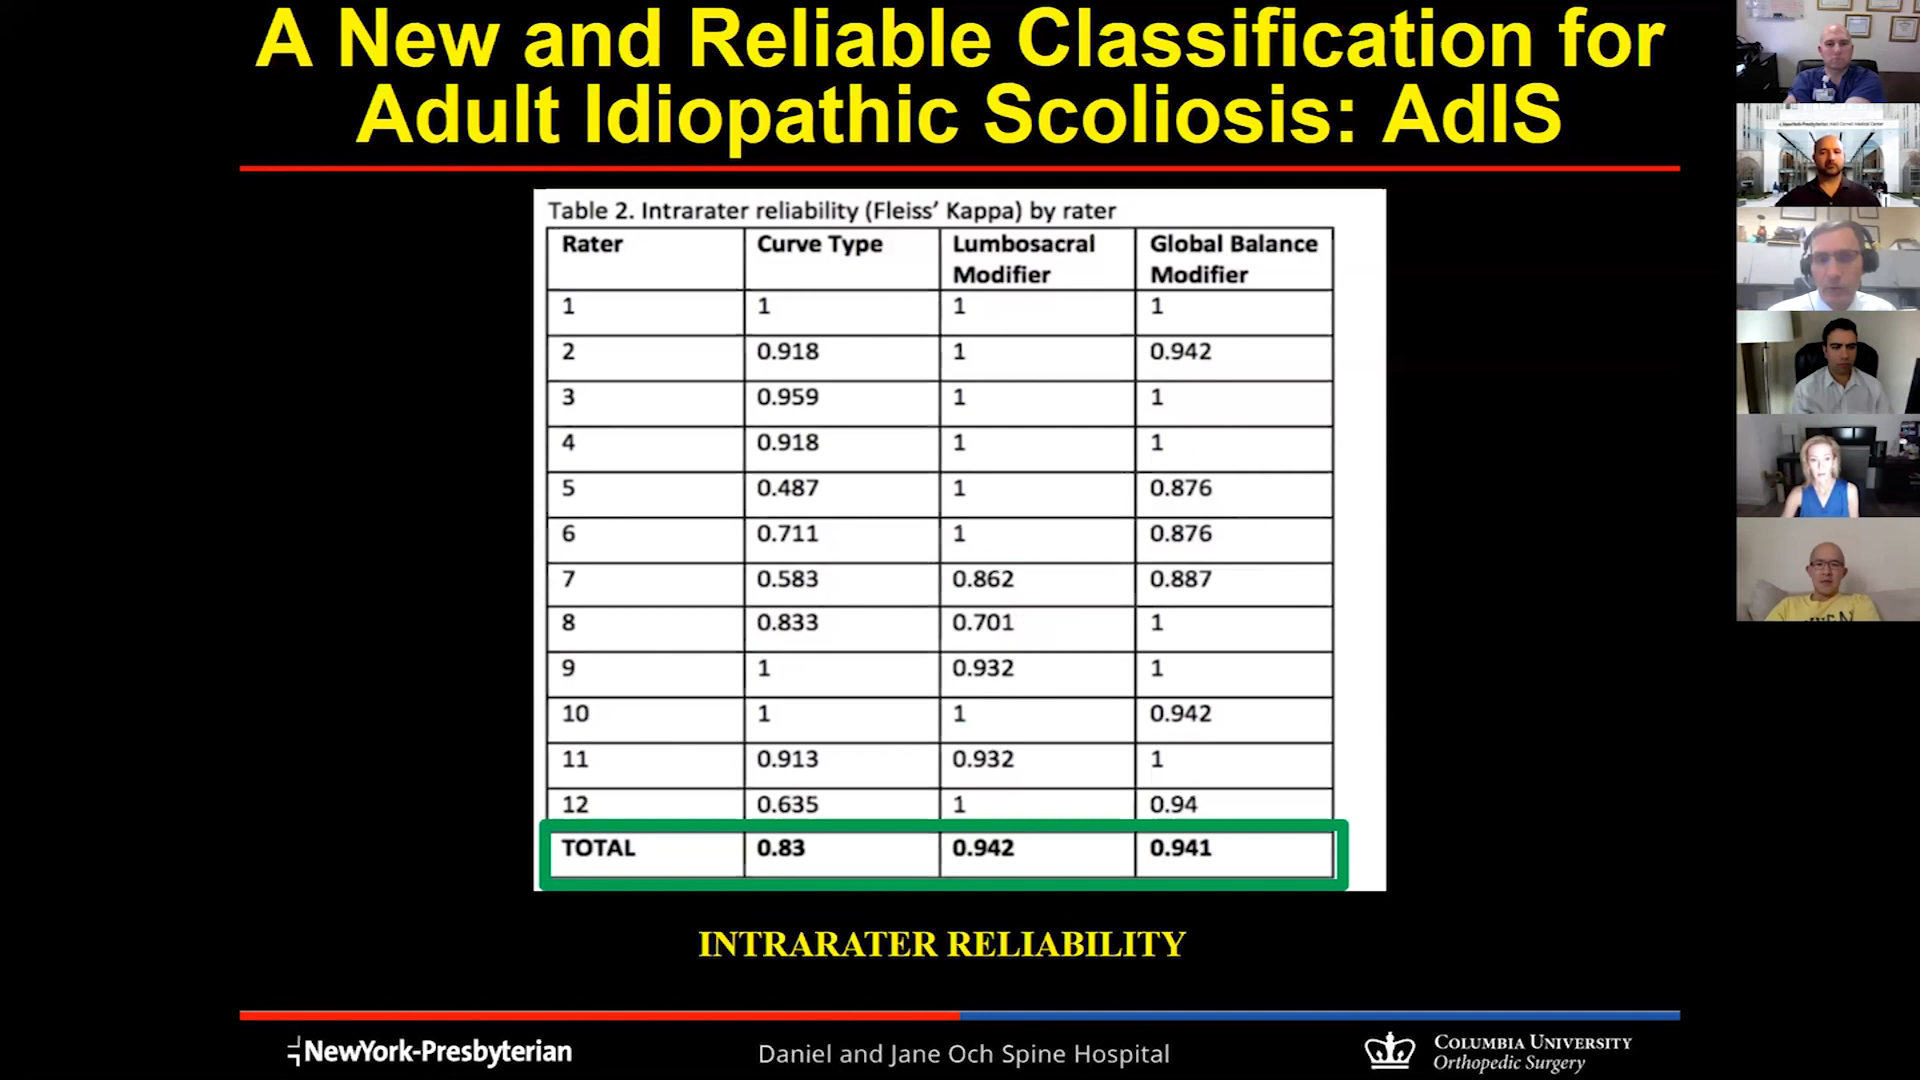 A New and Reliable Classification for
Adult Idiopathic Scoliosis: AdIS
Table 2. Intrarater reliability (Fleiss' Kappa) by rater
Rater Curve Type Lumbosacral Modifier Global Balance Modifier
1 1 1 1
2 0.918 1 0.942
3 0.959 1 1
4 0.918 1 1
5 0.487 1 0.876
6 0.711 1 0.876
7 0.583 0.862 0.887
8 0.833 0.701 1
9 1 0.932 1
10 1 1 0.942
11 0.913 0.932 1
12 0.635 1 0.94
TOTAL 0.83 0.942 0.941
INTRARATER RELIABILITY
NewYork-Presbyterian
Daniel and Jane Och Spine Hospital
COLUMBIA UNIVERSITY
Orthopedic Surgery